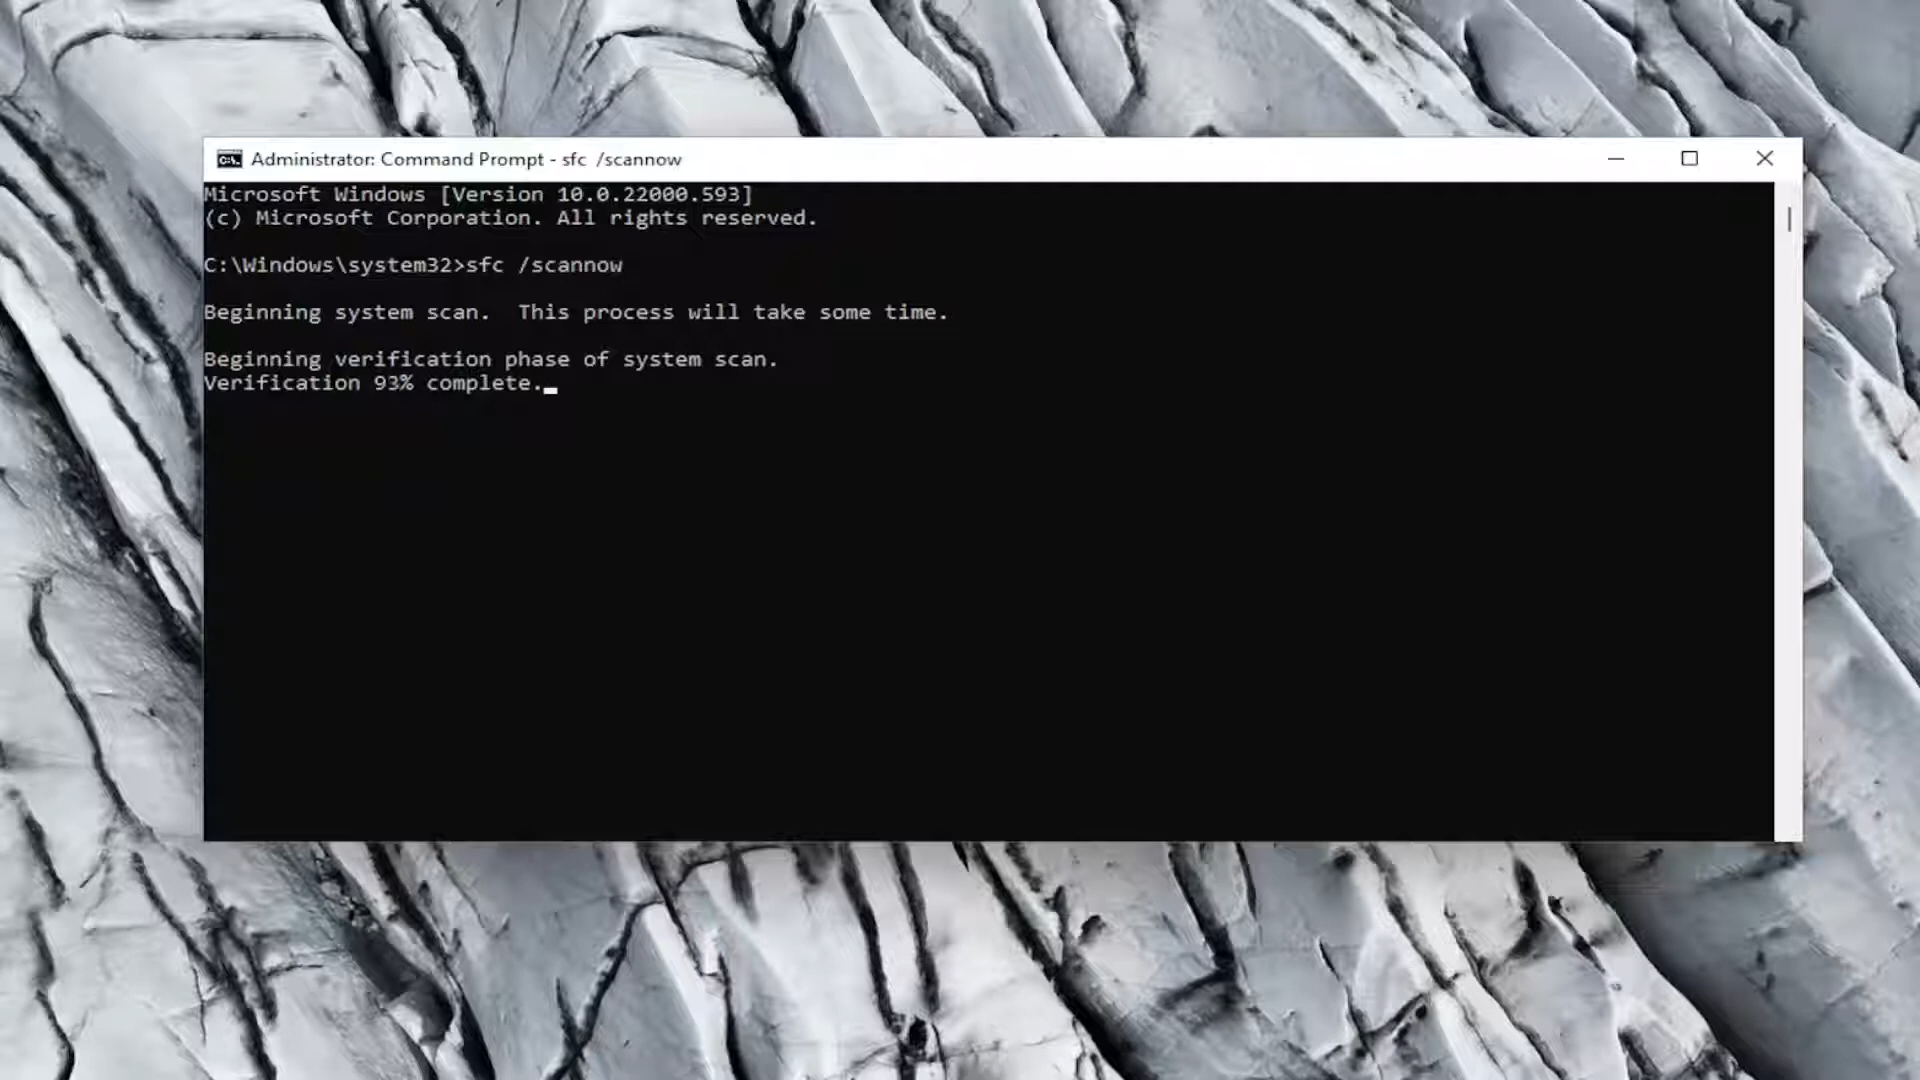 Administrator: Command Prompt - sfc  /scannow
Microsoft Windows [Version 10.0.22000.593]
(c) Microsoft Corporation. All rights reserved.
C:\Windows\system32>sfc /scannow
Beginning system scan.  This process will take some time.
Beginning verification phase of system scan.
Verification 93% complete.